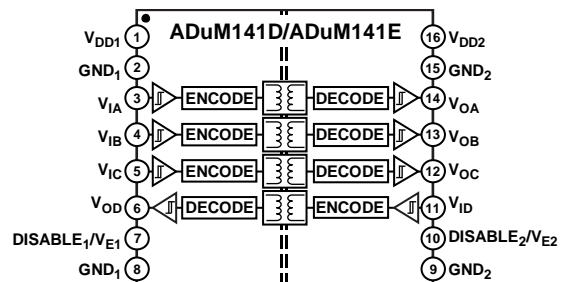 ADuM141D/ADuM141E
VDD1 1 16 VDD2
GND1 2 15 GND2
VIA 3 ENCODE DECODE 14 VOA
VIB 4 ENCODE DECODE 13 VOB
VIC 5 ENCODE DECODE 12 VOC
VOD 6 DECODE ENCODE 11 VID
DISABLE1/VE1 7 10 DISABLE2/VE2
GND1 8 9 GND2